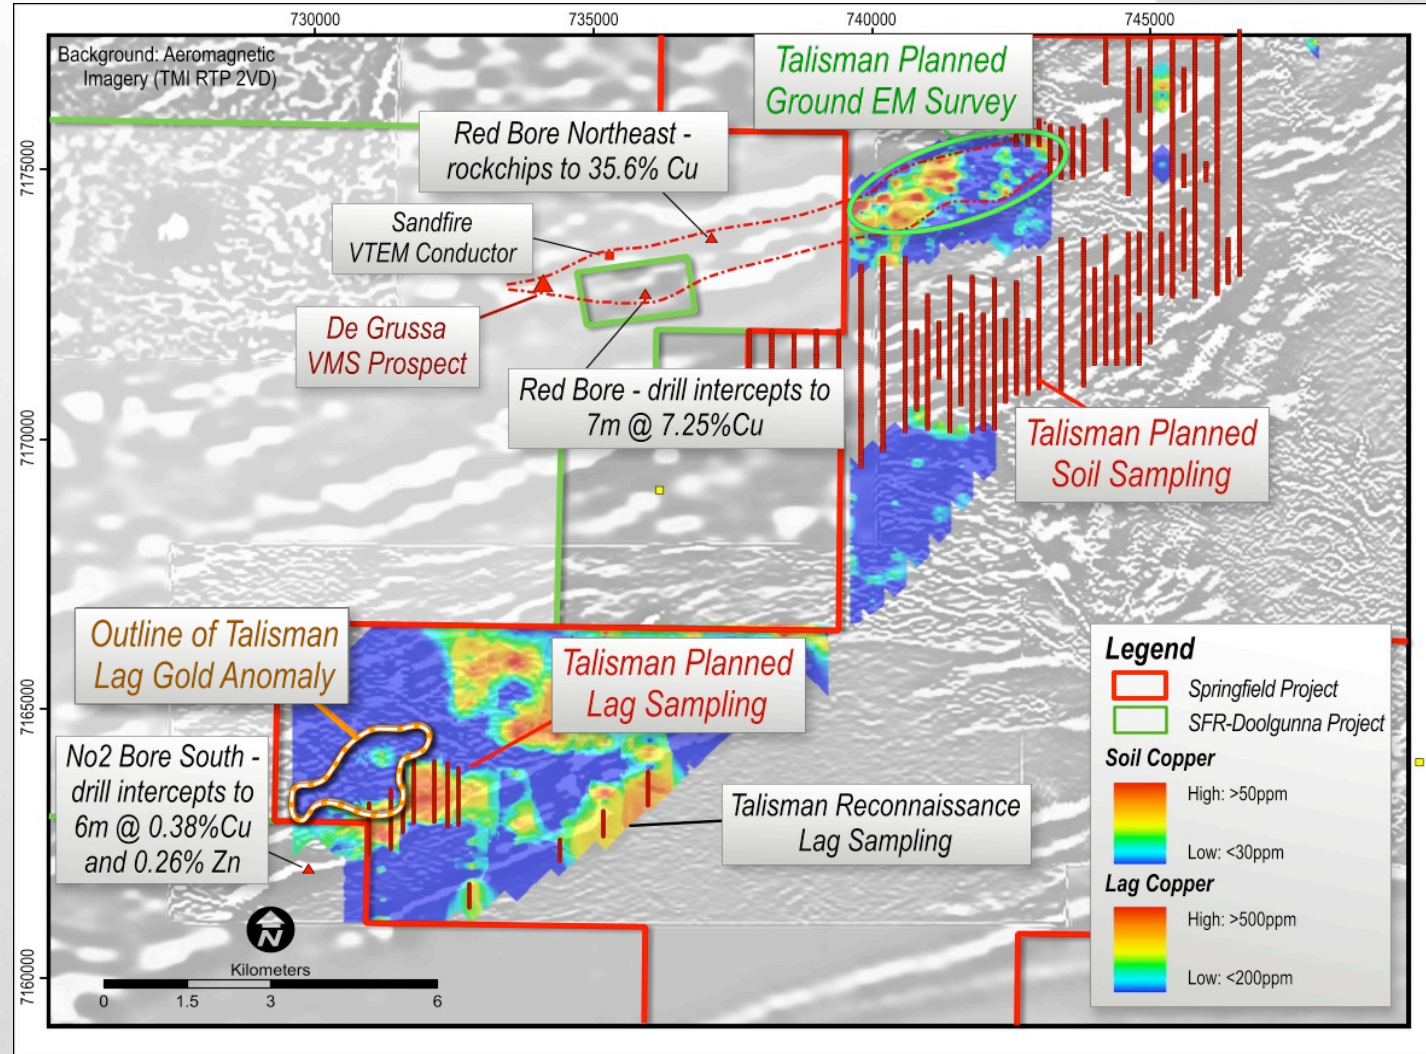 730000
735000
740000
745000
Background: Aeromagnetic
Imagery (TMI RTP 2VD)
Talisman Planned
Ground EM Survey
Red Bore Northeast -
rockchips to 35.6% Cu
7175000
Sandfire
VTEM Conductor
De Grussa
VMS Prospect
Red Bore - drill intercepts to
7m @ 7.25%Cu
7170000
Talisman Planned
Soil Sampling
Outline of Talisman
Lag Gold Anomaly
Talisman Planned
Lag Sampling
7165000
No2 Bore South -
drill intercepts to
6m @ 0.38%Cu
and 0.26% Zn
Talisman Reconnaissance
Lag Sampling
Legend
Springfield Project
SFR-Doolgunna Project
Soil Copper
High: >50ppm
Low: <30ppm
Lag Copper
High: >500ppm
Low: <200ppm
N
Kilometers
0 1.5 3 6
7160000